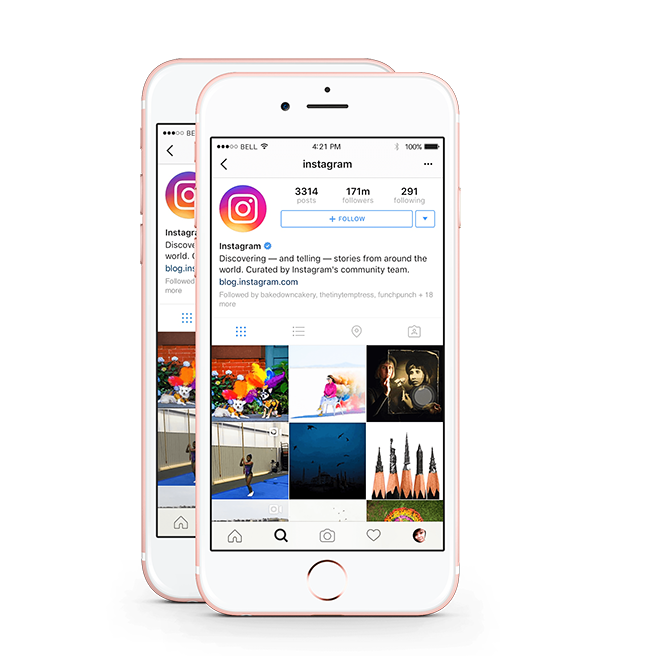 BE
Instagra
Discove
world. C
blog.ins
Followed
more
BELL
4:21 PM
100%
instagram
3314 171m 291
posts followers following
+ FOLLOW
Instagram
Discovering — and telling — stories from around the
world. Curated by Instagram's community team.
blog.instagram.com
Followed by bakedowncakery, thetinytemptress, funchpunch + 18
more